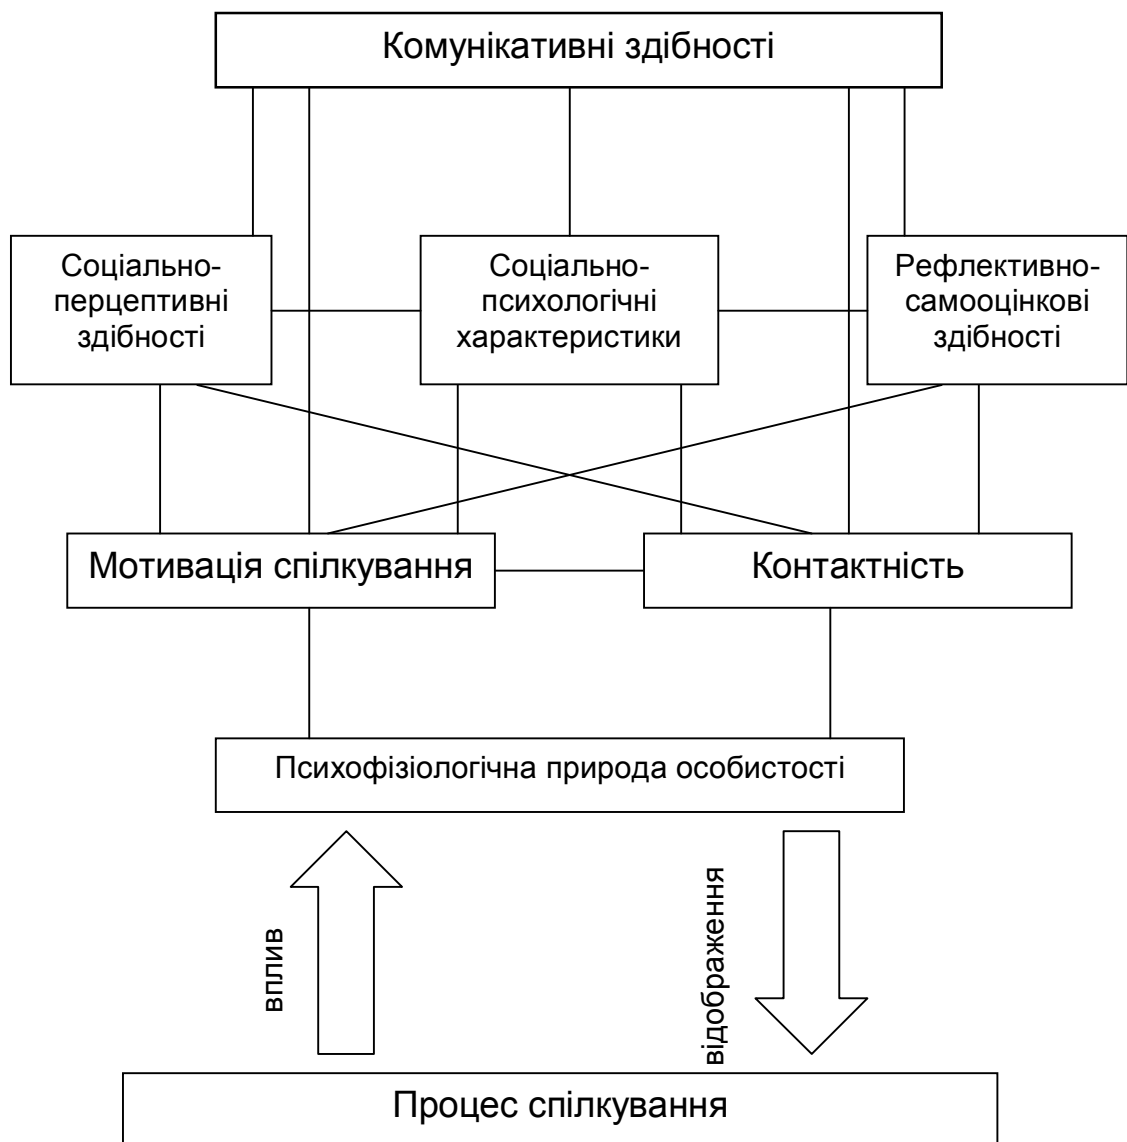 Комунікативні здібності
Соціально-
перцептивні
здібності
Соціально-
психологічні
характеристики
Рефлективно-
самооцінкові
здібності
Мотивація спілкування
Контактність
Психофізіологічна природа особистості
вплив
відображення
Процес спілкування